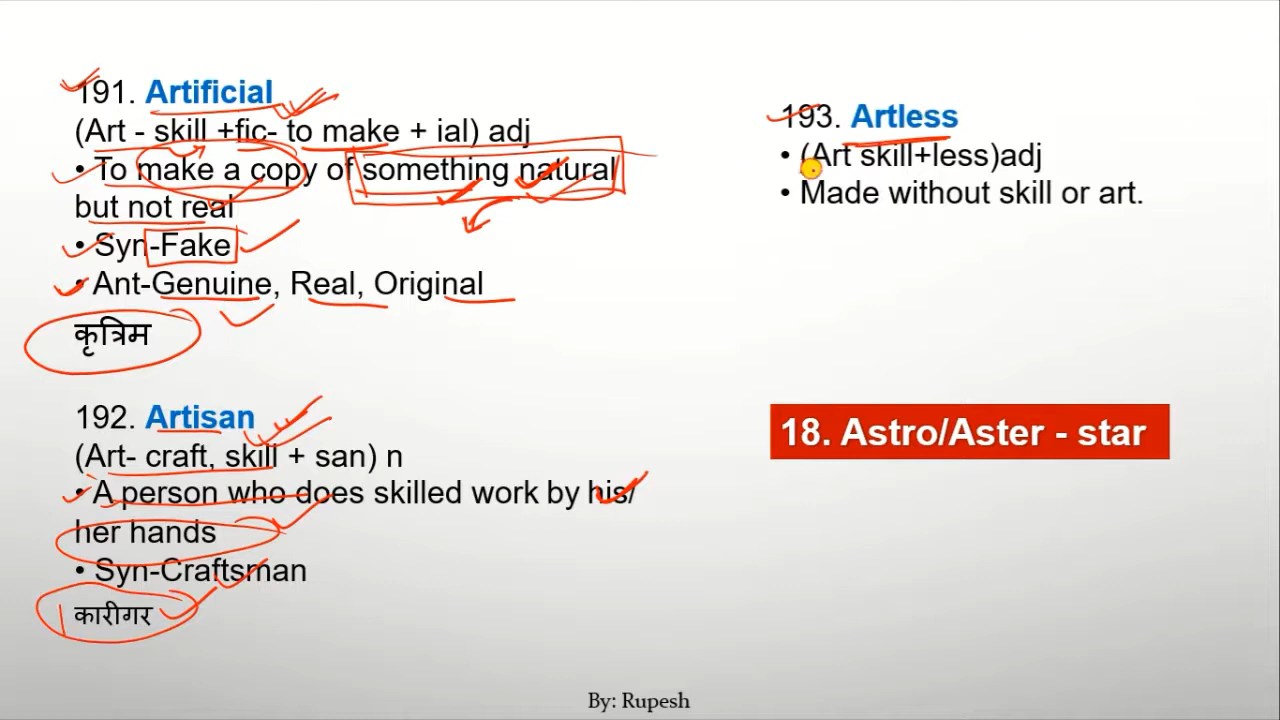 191. Artificial
(Art - skill +fic- to make + ial) adj
• To make a copy of something natural
but not real
• Syn-Fake
• Ant-Genuine, Real, Original
कृत्रिम
192. Artisan
(Art- craft, skill + san) n
• A person who does skilled work by his/
her hands
• Syn-Craftsman
कारीगर
193. Artless
• (Art skill+less)adj
• Made without skill or art.
18. Astro/Aster - star
By: Rupesh